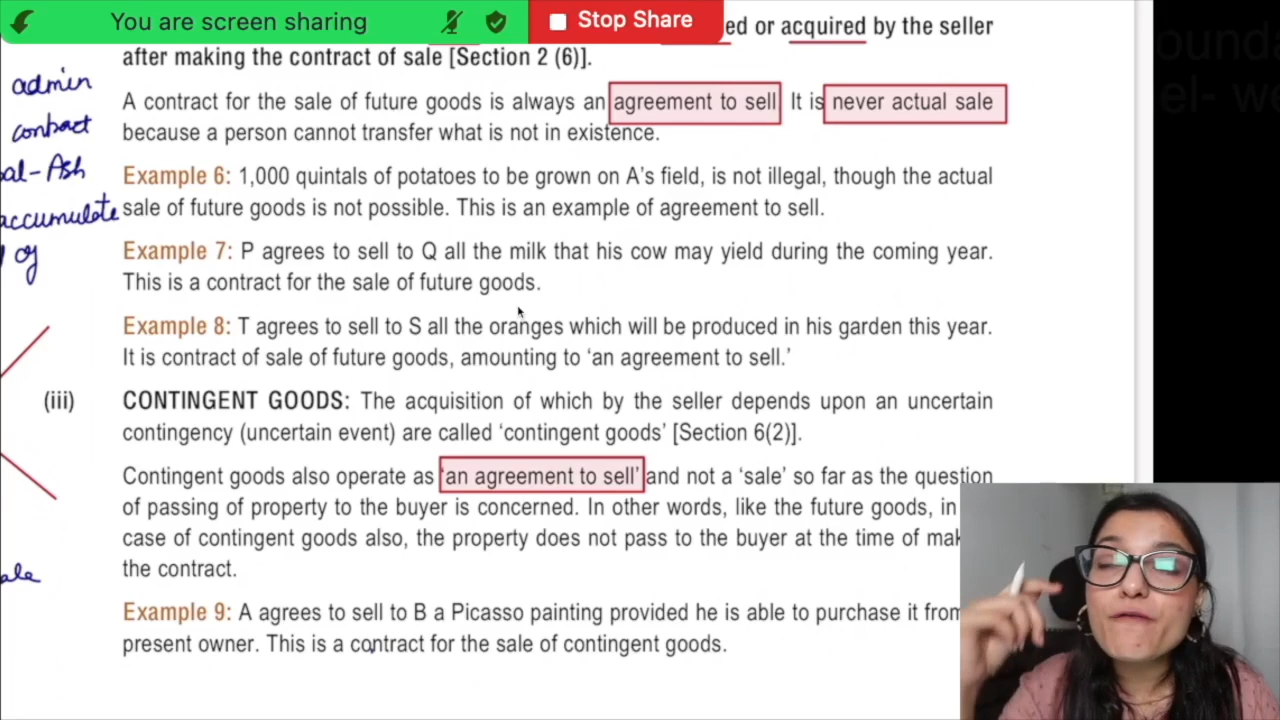 You are screen sharing
Stop Share
ed or acquired by the seller
after making the contract of sale [Section 2 (6)].
admin
A contract for the sale of future goods is always an agreement to sell. It is never actual sale
contract
because a person cannot transfer what is not in existence.
al-Ash
Example 6: 1,000 quintals of potatoes to be grown on A's field, is not illegal, though the actual
accumulate
sale of future goods is not possible. This is an example of agreement to sell.
Example 7: P agrees to sell to Q all the milk that his cow may yield during the coming year.
This is a contract for the sale of future goods.
Example 8: T agrees to sell to S all the oranges which will be produced in his garden this year.
It is contract of sale of future goods, amounting to 'an agreement to sell.'
(iii) CONTINGENT GOODS: The acquisition of which by the seller depends upon an uncertain
contingency (uncertain event) are called 'contingent goods' [Section 6(2)].
Contingent goods also operate as 'an agreement to sell' and not a 'sale' so far as the question
of passing of property to the buyer is concerned. In other words, like the future goods, in
case of contingent goods also, the property does not pass to the buyer at the time of mak
the contract.
ale
Example 9: A agrees to sell to B a Picasso painting provided he is able to purchase it from
present owner. This is a contract for the sale of contingent goods.